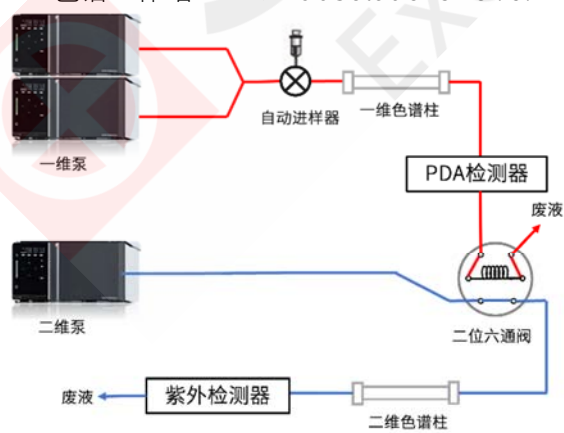 自动进样器
一维色谱柱
一维泵
PDA检测器
废液
二维泵
二位六通阀
废液
紫外检测器
二维色谱柱